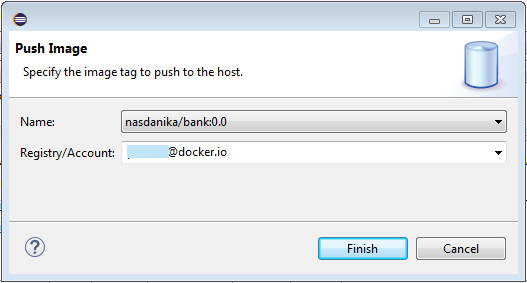 Push Image
Specify the image tag to push to the host.
Name: nasdanika/bank:0.0
Registry/Account: @docker.io
? Finish Cancel